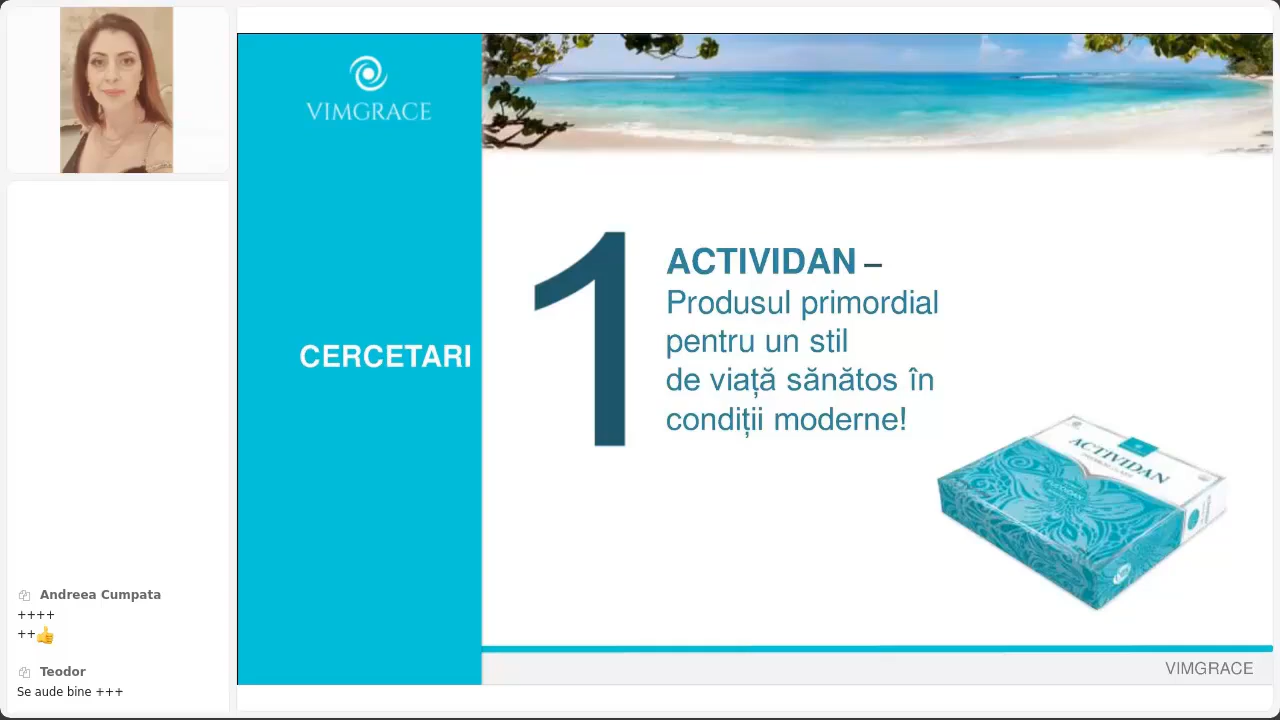 VIMGRACE
CERCETARI
1
ACTIVIDAN –
Produsul primordial
pentru un stil
de viață sănătos în
condiții moderne!
ACTIVIDAN
FUCOIDAN
VIMGRACE
Andreea Cumpata
++++
++👍
Teodor
Se aude bine +++